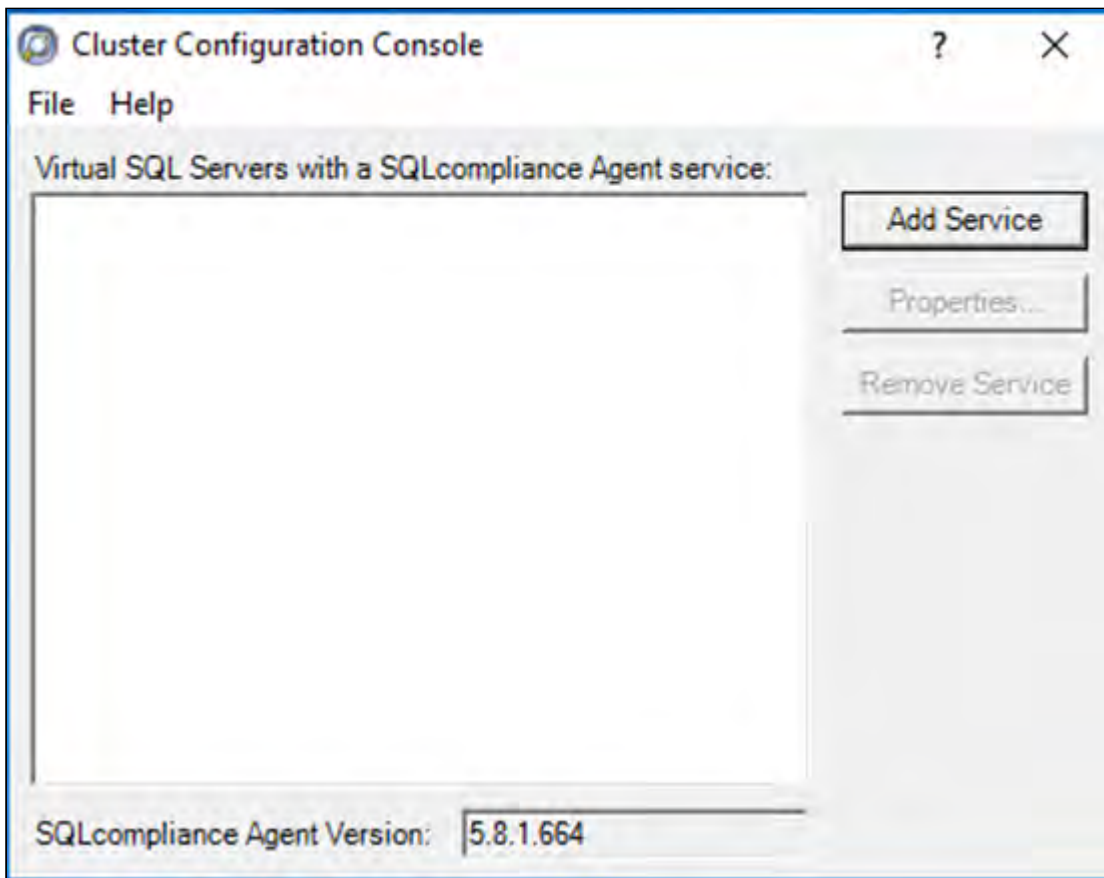 Cluster Configuration Console ?
File Help
Virtual SQL Servers with a SQLcompliance Agent service:
Add Service
Properties...
Remove Service
SQLcompliance Agent Version: 5.8.1.664